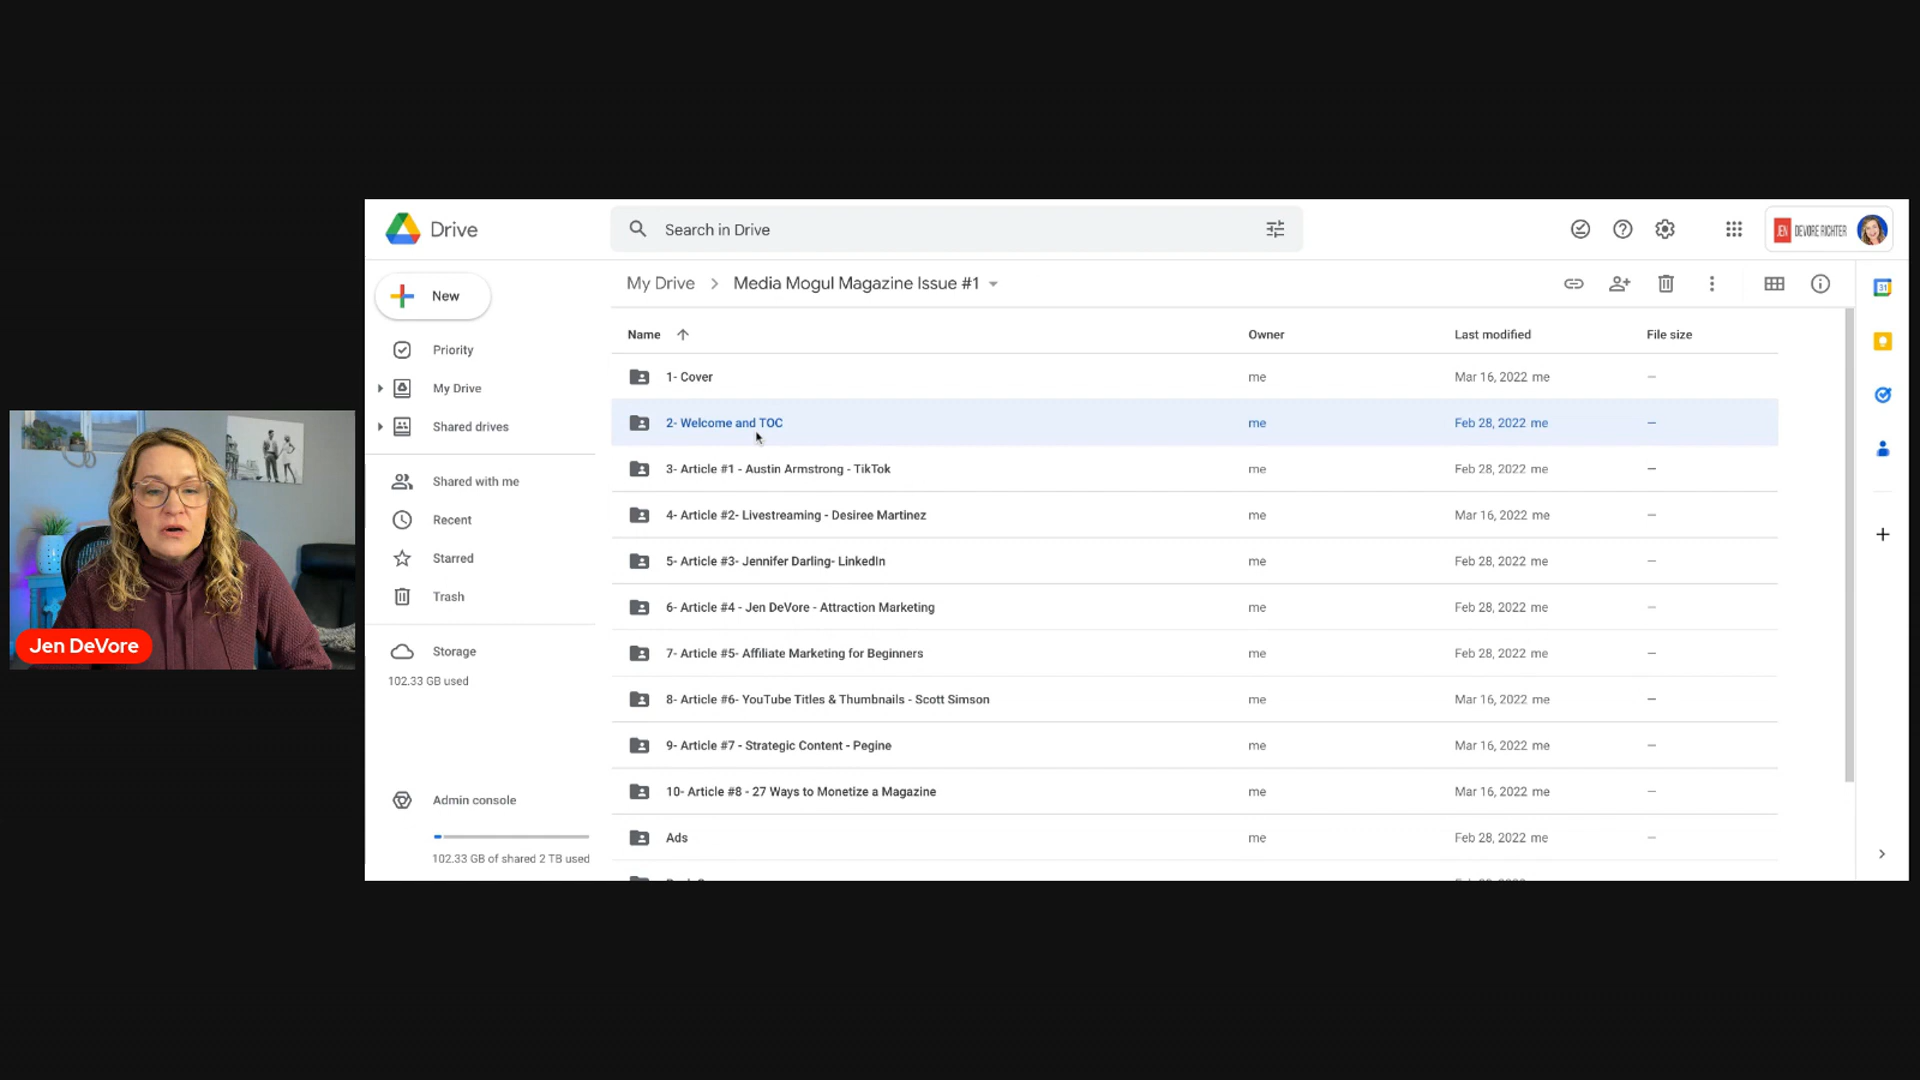 Drive
Search in Drive
JEN DEVORE RICHTER
New
My Drive > Media Mogul Magazine Issue #1
Name Owner Last modified File size
Priority
My Drive
Shared drives
Shared with me
Recent
Starred
Trash
Storage
102.33 GB used
Admin console
102.33 GB of shared 2 TB used
1- Cover me Mar 16, 2022 me –
2- Welcome and TOC me Feb 28, 2022 me –
3- Article #1 - Austin Armstrong - TikTok me Feb 28, 2022 me –
4- Article #2- Livestreaming - Desiree Martinez me Mar 16, 2022 me –
5- Article #3- Jennifer Darling- LinkedIn me Feb 28, 2022 me –
6- Article #4 - Jen DeVore - Attraction Marketing me Feb 28, 2022 me –
7- Article #5- Affiliate Marketing for Beginners me Feb 28, 2022 me –
8- Article #6- YouTube Titles & Thumbnails - Scott Simson me Mar 16, 2022 me –
9- Article #7 - Strategic Content - Pegine me Mar 16, 2022 me –
10- Article #8 - 27 Ways to Monetize a Magazine me Mar 16, 2022 me –
Ads me Feb 28, 2022 me –
31
Jen DeVore